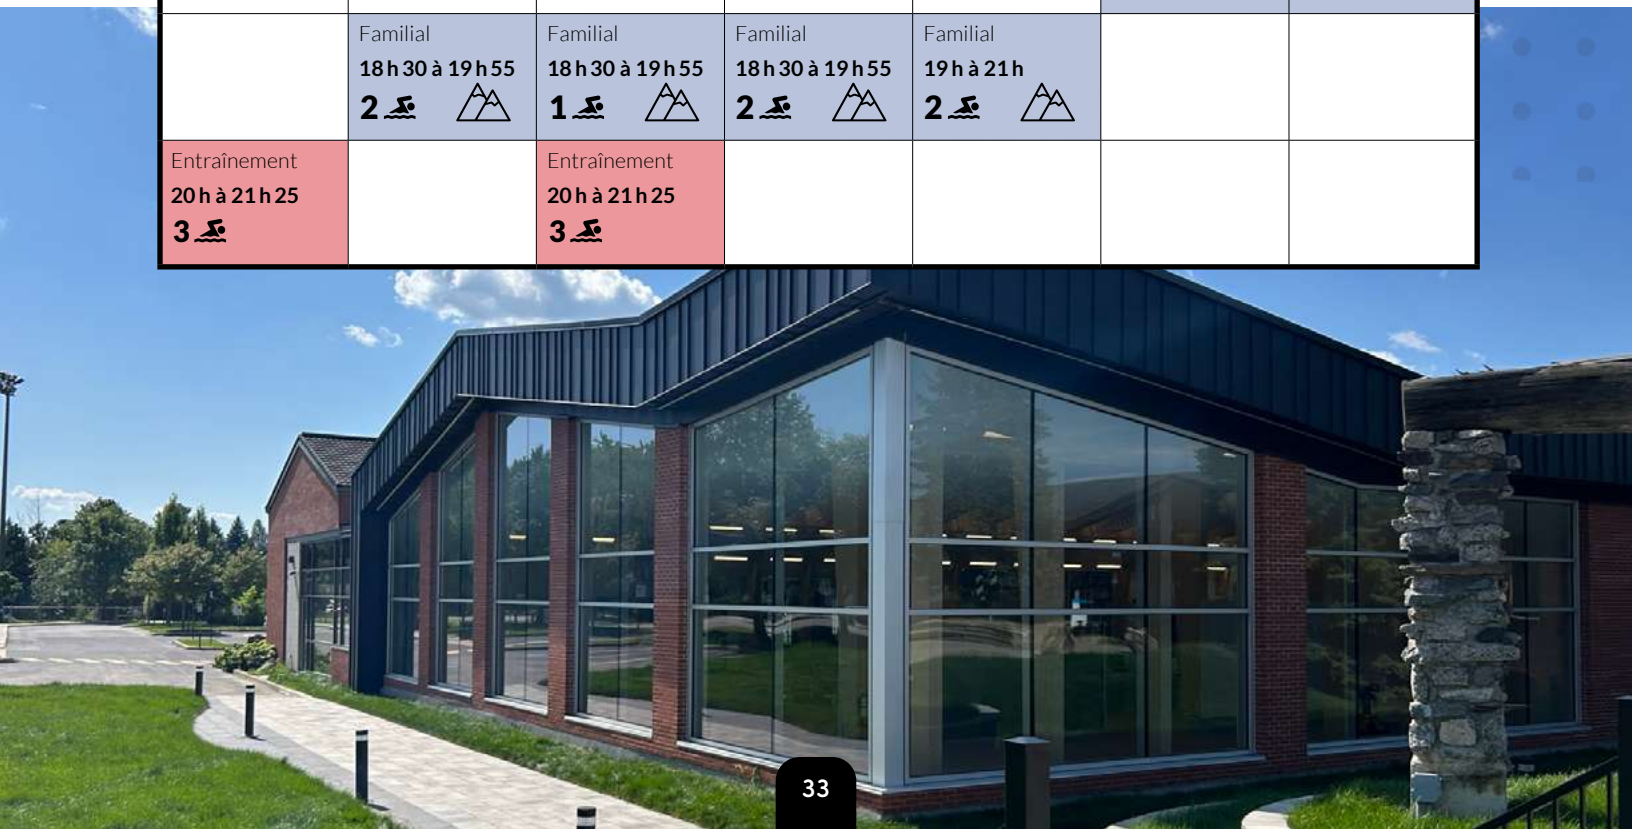 Familial
18 h 30 à 19 h 55
2
Familial
18 h 30 à 19 h 55
1
Familial
18 h 30 à 19 h 55
2
Familial
19 h à 21 h
2
Entraînement
20 h à 21 h 25
3
Entraînement
20 h à 21 h 25
3
33